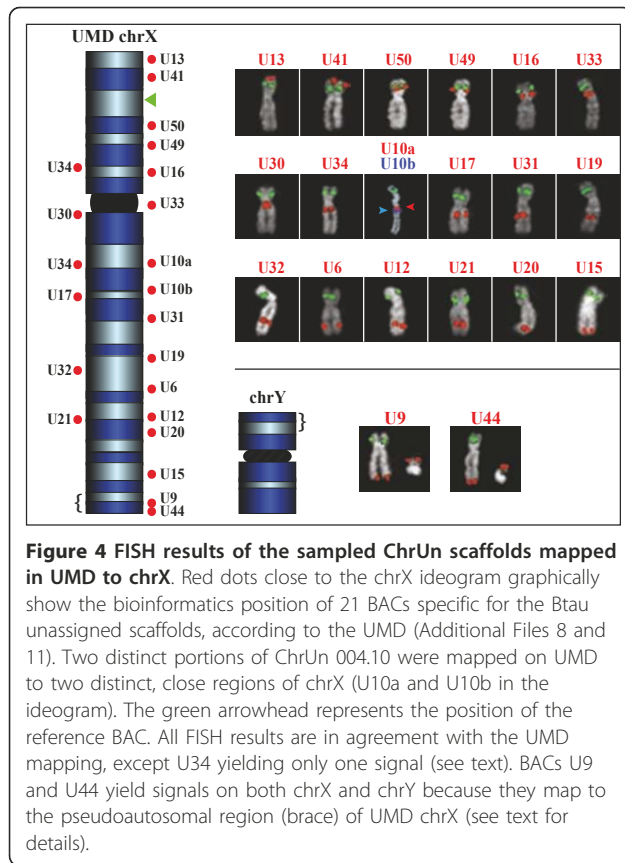 UMD chrX
U13
U41
U50
U49
U34
U16
U33
U30
U34
U10a
U17
U10b
U31
U19
U32
U6
U21
U12
U20
U15
{
U9
U44
U13 U41 U50 U49 U16 U33
U10a
U30 U34 U10b U17 U31 U19
U32 U6 U12 U21 U20 U15
chrY
}
U9 U44
Figure 4 FISH results of the sampled ChrUn scaffolds mapped
in UMD to chrX. Red dots close to the chrX ideogram graphically
show the bioinformatics position of 21 BACs specific for the Btau
unassigned scaffolds, according to the UMD (Additional Files 8 and
11). Two distinct portions of ChrUn 004.10 were mapped on UMD
to two distinct, close regions of chrX (U10a and U10b in the
ideogram). The green arrowhead represents the position of the
reference BAC. All FISH results are in agreement with the UMD
mapping, except U34 yielding only one signal (see text). BACs U9
and U44 yield signals on both chrX and chrY because they map to
the pseudoautosomal region (brace) of UMD chrX (see text for
details).